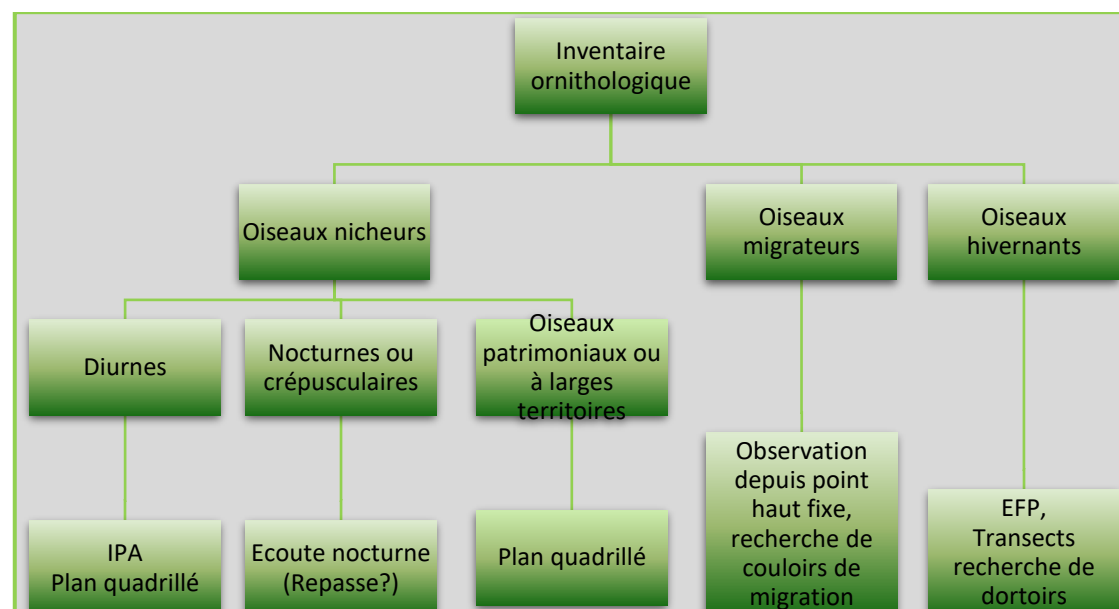 Inventaire
ornithologique
Oiseaux nicheurs
Oiseaux
migrateurs
Oiseaux
hivernants
Diurnes
Nocturnes ou
crépusculaires
Oiseaux
patrimoniaux ou
à larges
territoires
IPA
Plan quadrillé
Ecoute nocturne
(Repasse?)
Plan quadrillé
Observation
depuis point
haut fixe,
recherche de
couloirs de
migration
EFP,
Transects
recherche de
dortoirs